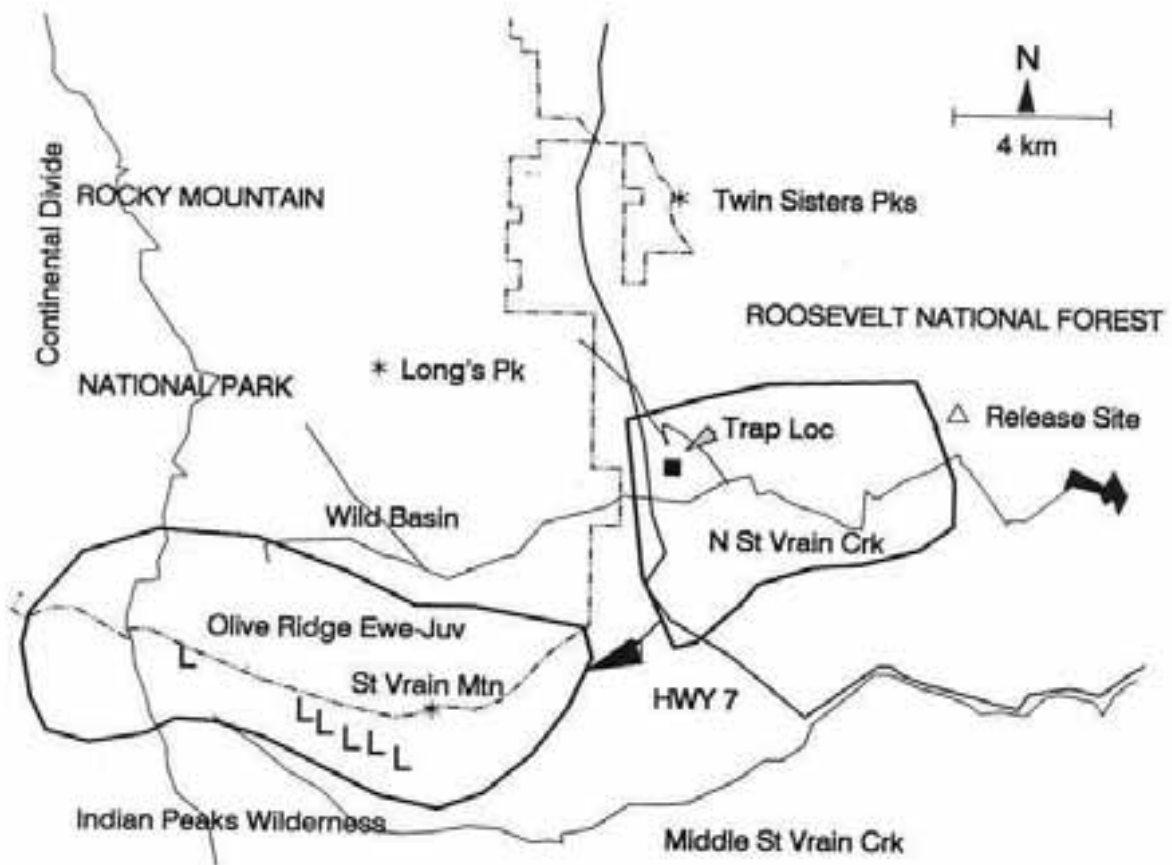 N
4 km
Continental Divide
ROCKY MOUNTAIN
Twin Sisters Pks
ROOSEVELT NATIONAL FOREST
NATIONAL PARK
Long's Pk
Release Site
Trap Loc
Wild Basin
N St Vrain Crk
Olive Ridge Ewe-Juv
L
St Vrain Mtn
HWY 7
L
L
L
L
L
Indian Peaks Wilderness
Middle St Vrain Crk